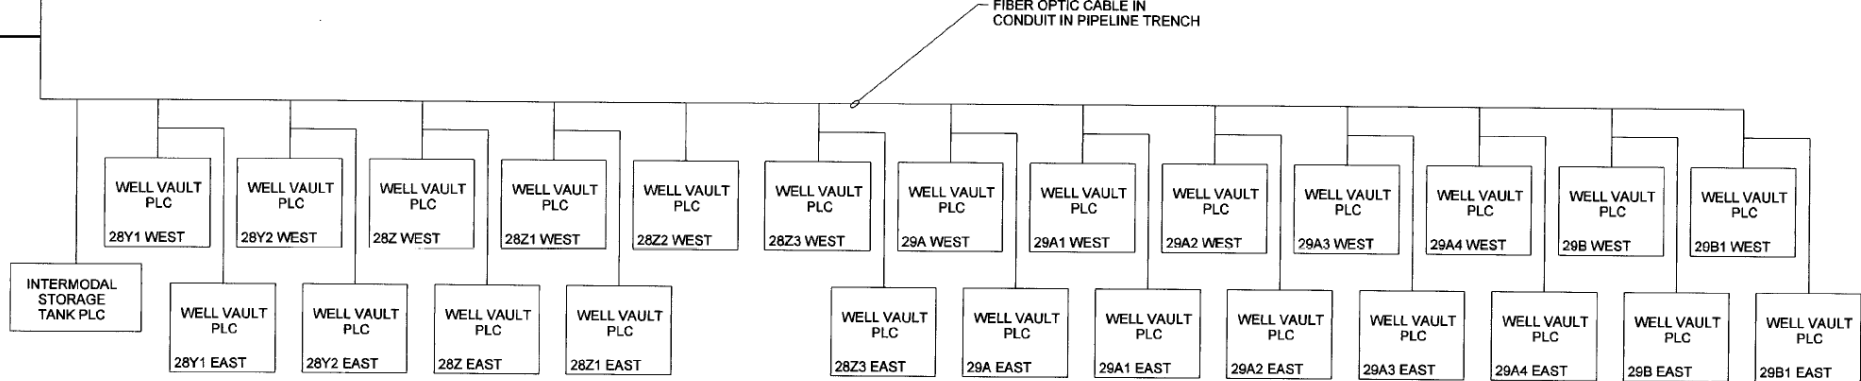 FIBER OPTIC CABLE IN
CONDUIT IN PIPELINE TRENCH
WELL VAULT
PLC
28Y1 WEST
WELL VAULT
PLC
28Y2 WEST
WELL VAULT
PLC
28Z WEST
WELL VAULT
PLC
28Z1 WEST
WELL VAULT
PLC
28Z2 WEST
WELL VAULT
PLC
28Z3 WEST
WELL VAULT
PLC
29A WEST
WELL VAULT
PLC
29A1 WEST
WELL VAULT
PLC
29A2 WEST
WELL VAULT
PLC
29A3 WEST
WELL VAULT
PLC
29A4 WEST
WELL VAULT
PLC
29B WEST
WELL VAULT
PLC
29B1 WEST
INTERMODAL
STORAGE
TANK PLC
WELL VAULT
PLC
28Y1 EAST
WELL VAULT
PLC
28Y2 EAST
WELL VAULT
PLC
28Z EAST
WELL VAULT
PLC
28Z1 EAST
WELL VAULT
PLC
28Z3 EAST
WELL VAULT
PLC
29A EAST
WELL VAULT
PLC
29A1 EAST
WELL VAULT
PLC
29A2 EAST
WELL VAULT
PLC
29A3 EAST
WELL VAULT
PLC
29A4 EAST
WELL VAULT
PLC
29B EAST
WELL VAULT
PLC
29B1 EAST